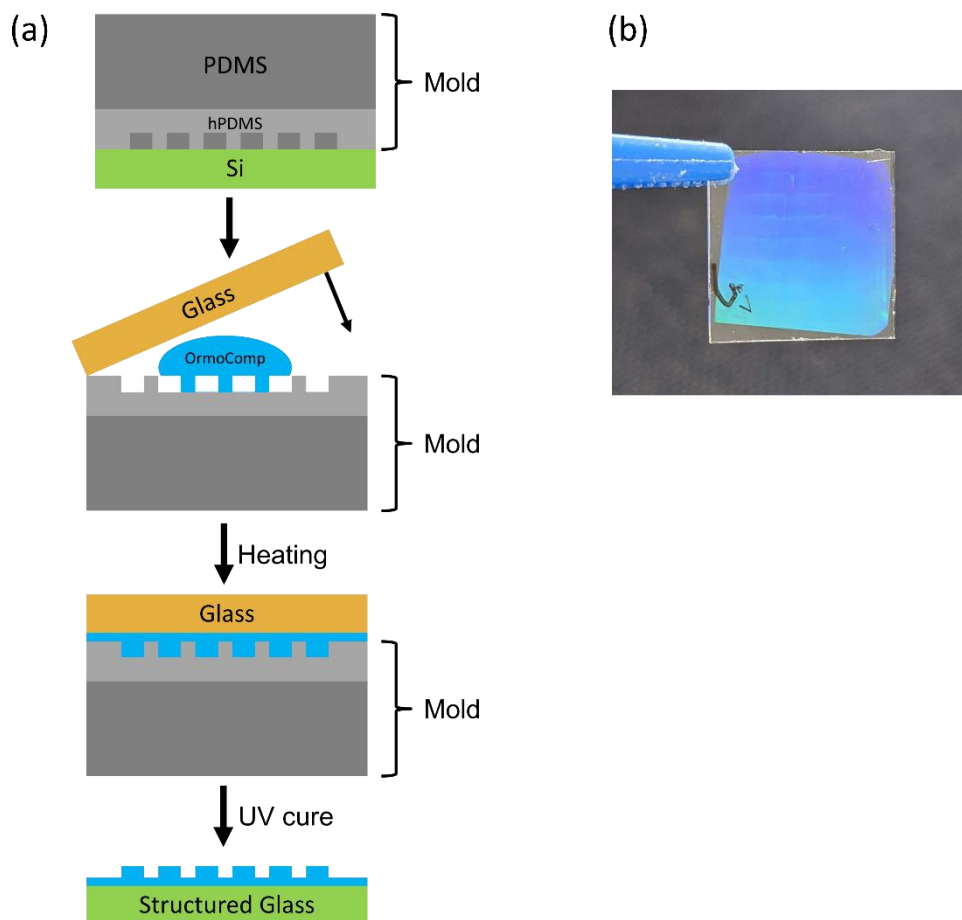 (a)
PDMS
hPDMS
Si
Mold
Glass
OrmoComp
Mold
Heating
Glass
Mold
UV cure
Structured Glass
(b)